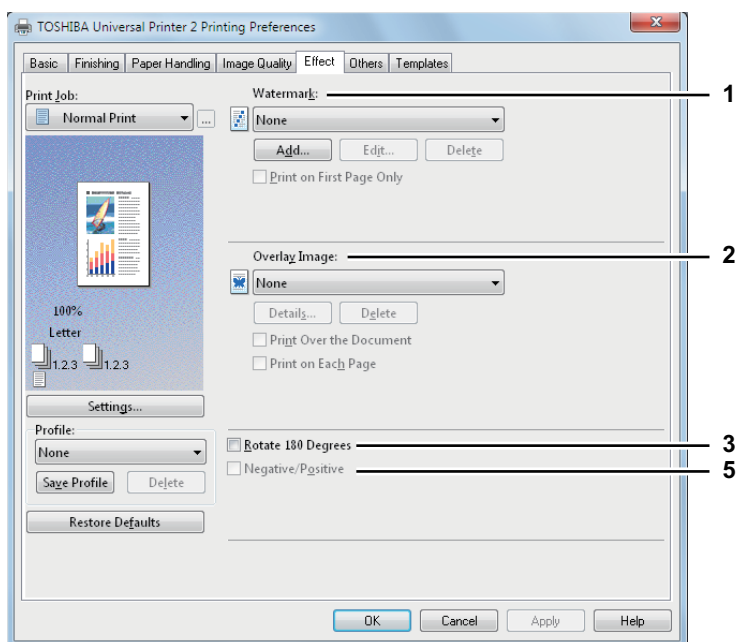 TOSHIBA Universal Printer 2 Printing Preferences
Basic Finishing Paper Handling Image Quality Effect Others Templates
Print Job:
Normal Print ...
100%
Letter
1.2.3 1.2.3
Settings...
Profile:
None
Save Profile Delete
Restore Defaults
Watermark: 1
None
Add... Edit... Delete
Print on First Page Only
Overlay Image: 2
None
Details... Delete
Print Over the Document
Print on Each Page
Rotate 180 Degrees 3
Negative/Positive 5
OK Cancel Apply Help